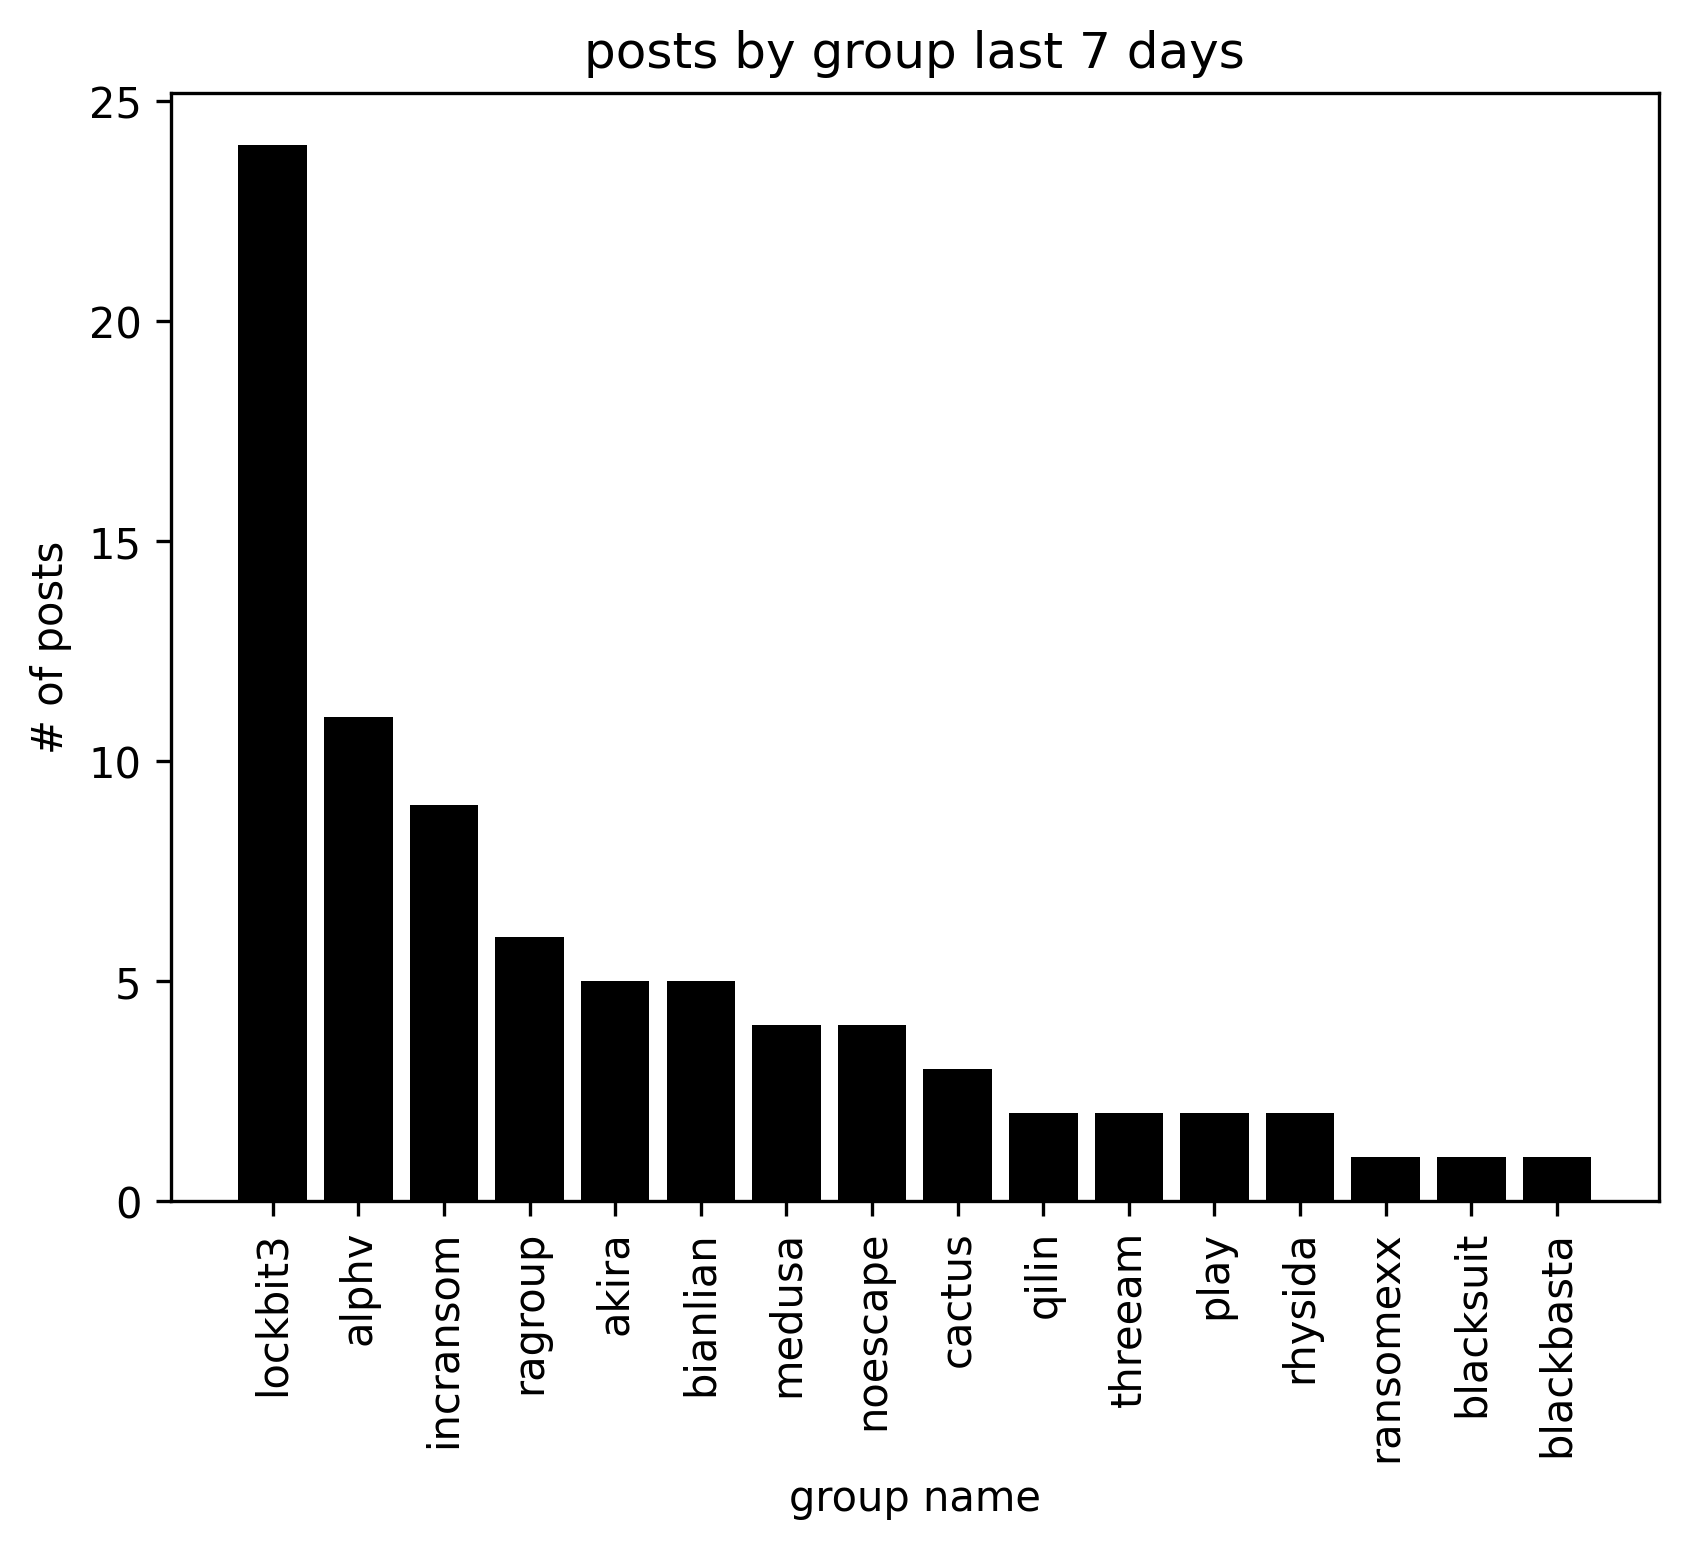 posts by group last 7 days
25
20
15
10
5
0
# of posts
lockbit3
alphv
incransom
ragroup
akira
bianlian
medusa
noescape
cactus
qilin
threeam
play
rhysida
ransomexx
blacksuit
blackbasta
group name